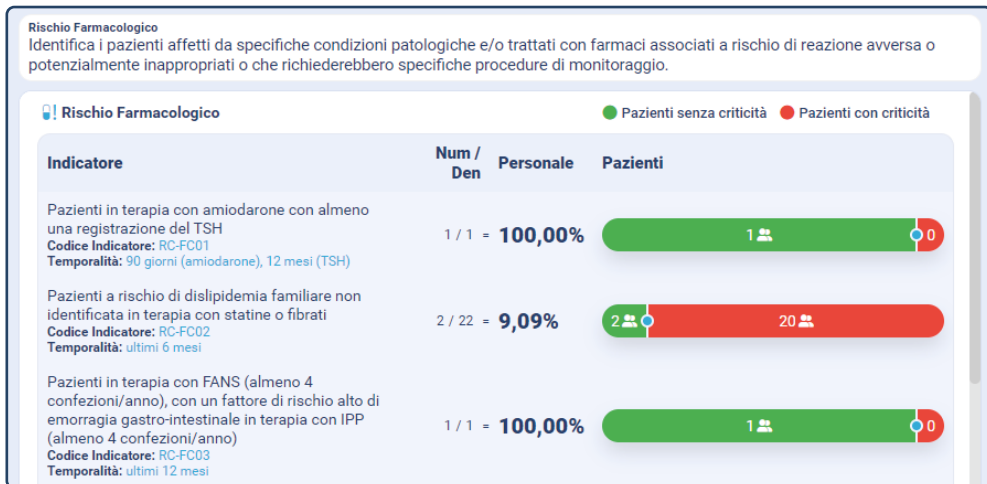 Rischio Farmacologico
Identifica i pazienti affetti da specifiche condizioni patologiche e/o trattati con farmaci associati a rischio di reazione avversa o
potenzialmente inappropriati o che richiederebbero specifiche procedure di monitoraggio.
Rischio Farmacologico
Pazienti senza criticità
Pazienti con criticità
Indicatore
Num /
Den
Personale
Pazienti
Pazienti in terapia con amiodarone con almeno
una registrazione del TSH
Codice Indicatore: RC-FC01
Temporalità: 90 giorni (amiodarone), 12 mesi (TSH)
1 / 1 = 100,00%
1
0
Pazienti a rischio di dislipidemia familiare non
identificata in terapia con statine o fibrati
Codice Indicatore: RC-FC02
Temporalità: ultimi 6 mesi
2 / 22 = 9,09%
2
20
Pazienti in terapia con FANS (almeno 4
confezioni/anno), con un fattore di rischio alto di
emorragia gastro-intestinale in terapia con IPP
(almeno 4 confezioni/anno)
Codice Indicatore: RC-FC03
Temporalità: ultimi 12 mesi
1 / 1 = 100,00%
1
0